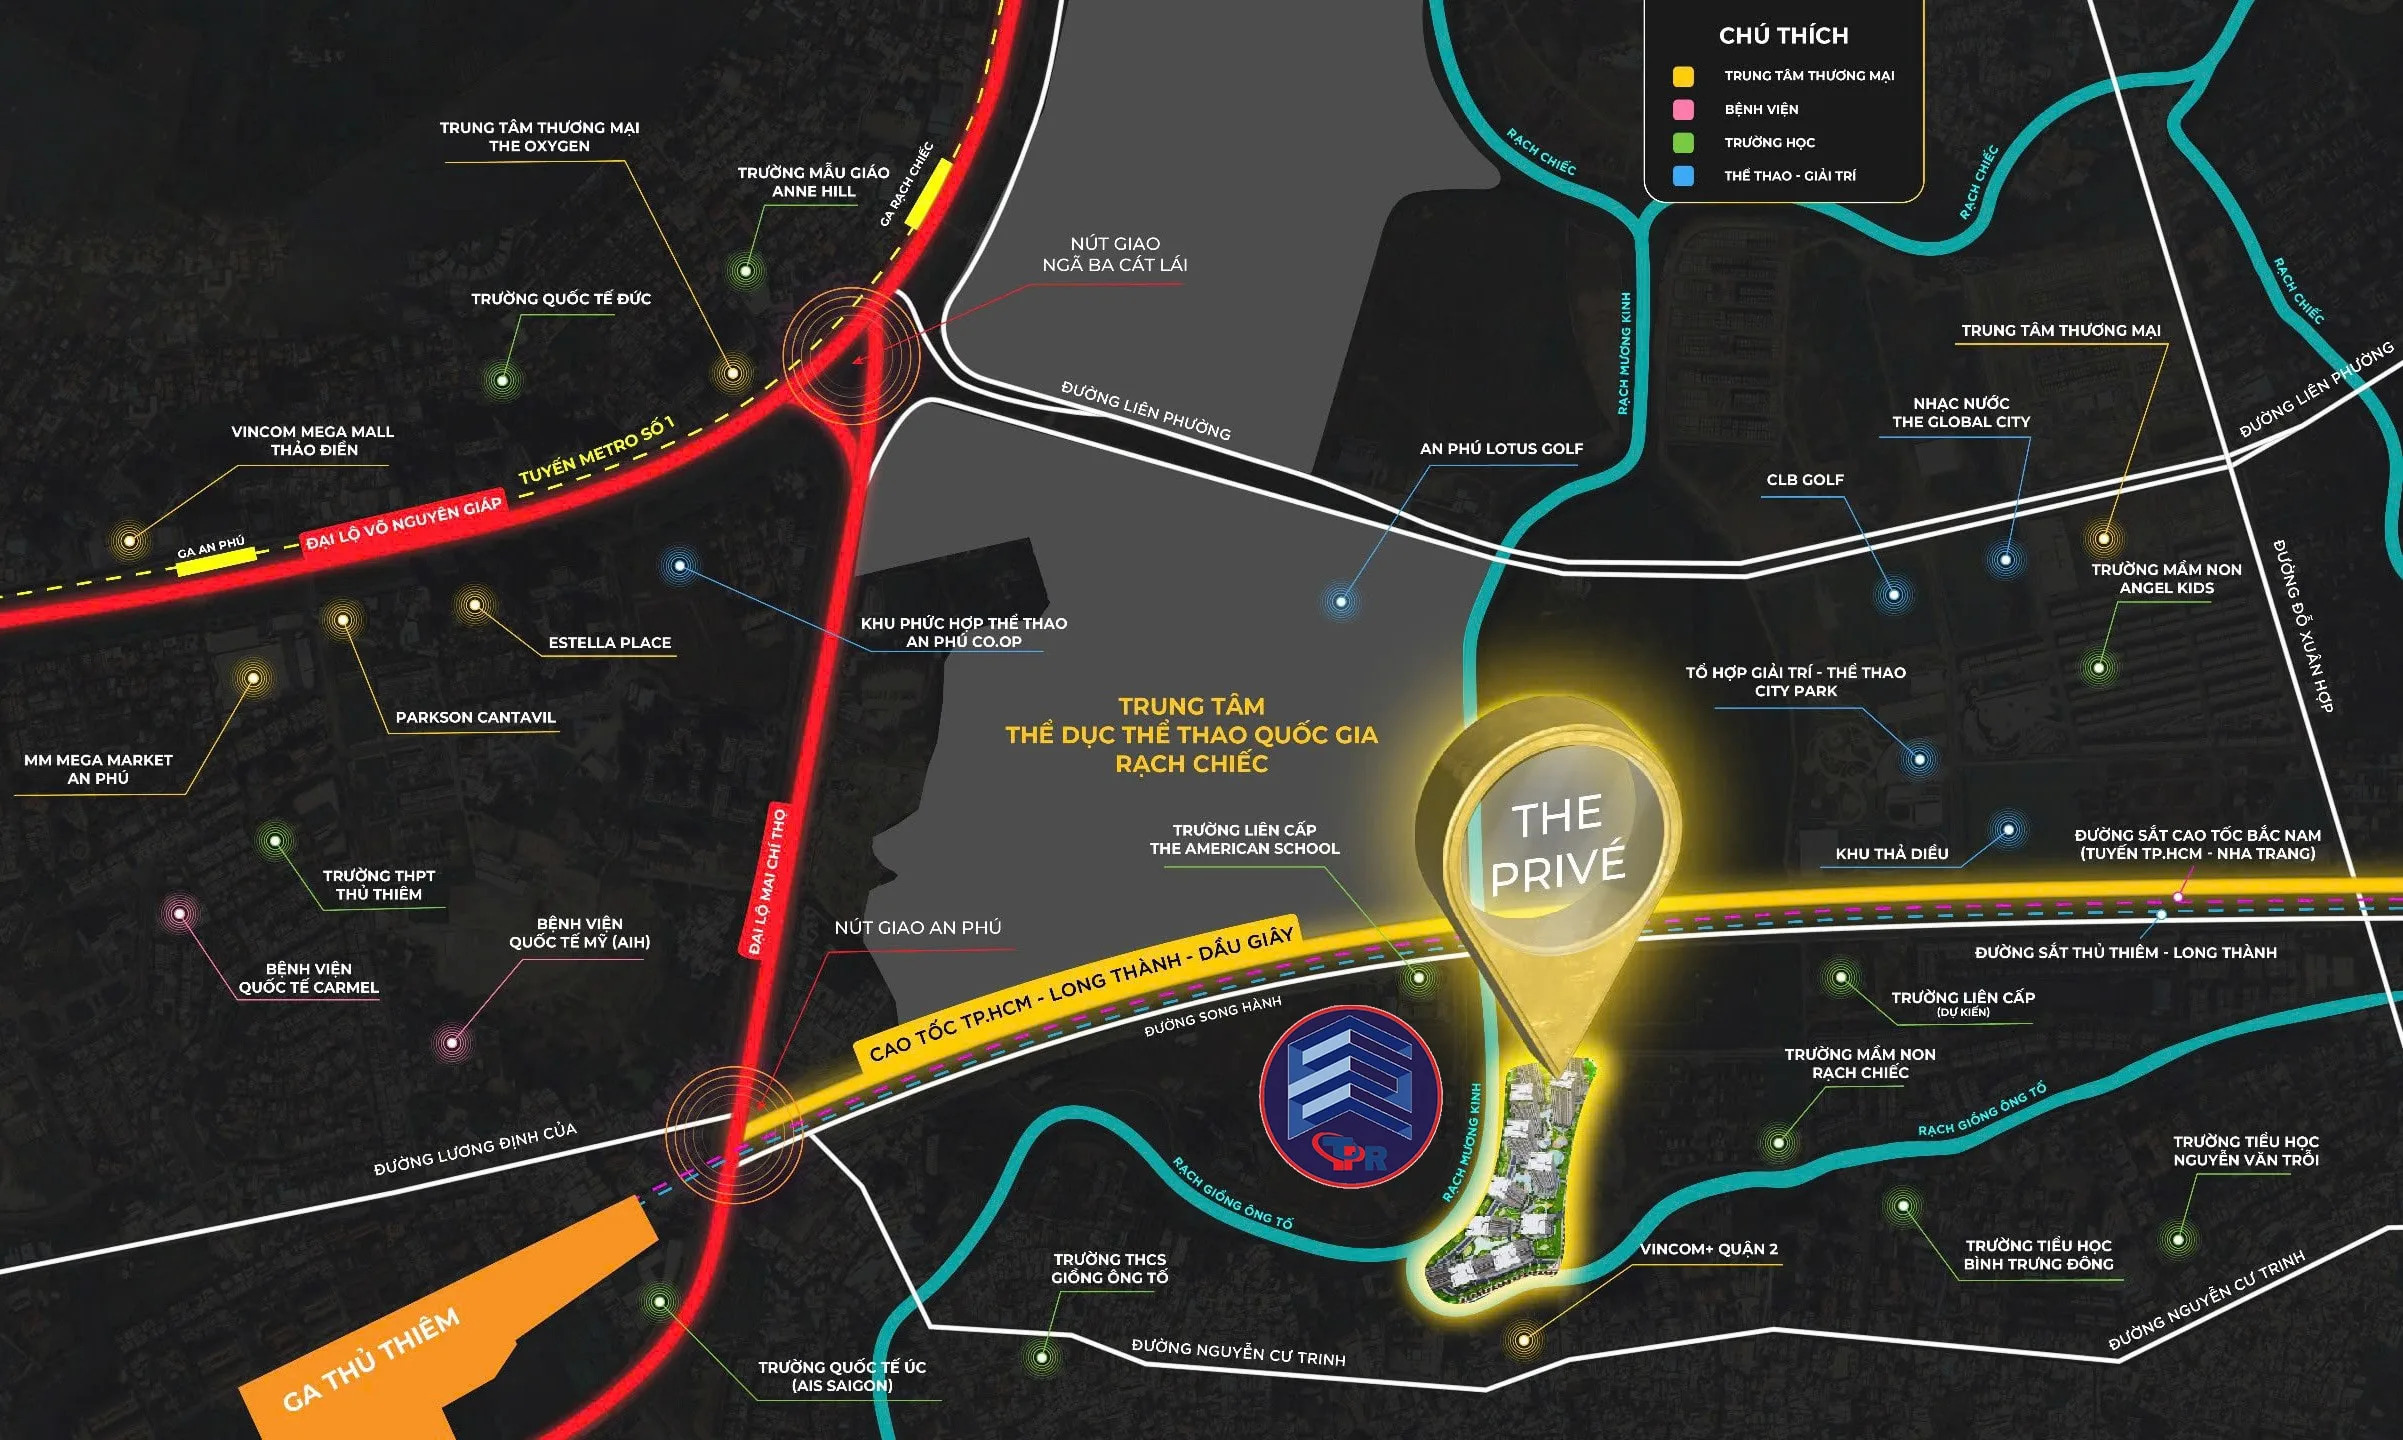 CHÚ THÍCH
TRUNG TÂM THƯƠNG MẠI
BỆNH VIỆN
TRƯỜNG HỌC
THỂ THAO - GIẢI TRÍ
TRUNG TÂM THƯƠNG MẠI
THE OXYGEN
TRƯỜNG MẪU GIÁO
ANNE HILL
GA RẠCH CHIẾC
RẠCH CHIẾC
RẠCH CHIẾC
RẠCH CHIẾC
NÚT GIAO
NGÃ BA CÁT LÁI
TRƯỜNG QUỐC TẾ ĐỨC
RẠCH MƯƠNG KINH
TRUNG TÂM THƯƠNG MẠI
ĐƯỜNG LIÊN PHƯỜNG
ĐƯỜNG LIÊN PHƯỜNG
NHẠC NƯỚC
THE GLOBAL CITY
VINCOM MEGA MALL
THẢO ĐIỀN
TUYẾN METRO SỐ 1
AN PHÚ LOTUS GOLF
CLB GOLF
ĐẠI LỘ VÕ NGUYÊN GIÁP
GA AN PHÚ
TRƯỜNG MẦM NON
ANGEL KIDS
ĐƯỜNG ĐỖ XUÂN HỢP
KHU PHỨC HỢP THỂ THAO
AN PHÚ CO.OP
ESTELLA PLACE
TỔ HỢP GIẢI TRÍ - THỂ THAO
CITY PARK
TRUNG TÂM
THỂ DỤC THỂ THAO QUỐC GIA
RẠCH CHIẾC
PARKSON CANTAVIL
MM MEGA MARKET
AN PHÚ
THE
PRIVÉ
TRƯỜNG LIÊN CẤP
THE AMERICAN SCHOOL
ĐƯỜNG SẮT CAO TỐC BẮC NAM
(TUYẾN TP.HCM - NHA TRANG)
KHU THẢ DIỀU
ĐẠI LỘ MAI CHÍ THỌ
TRƯỜNG THPT
THỦ THIÊM
BỆNH VIỆN
QUỐC TẾ MỸ (AIH)
NÚT GIAO AN PHÚ
ĐƯỜNG SẮT THỦ THIÊM - LONG THÀNH
BỆNH VIỆN
QUỐC TẾ CARMEL
CAO TỐC TP.HCM - LONG THÀNH - DẦU GIÂY
ĐƯỜNG SONG HÀNH
TRƯỜNG LIÊN CẤP
(DỰ KIẾN)
TRƯỜNG MẦM NON
RẠCH CHIẾC
TPR
RẠCH MƯƠNG KINH
RẠCH GIỒNG ÔNG TỐ
RẠCH GIỒNG ÔNG TỐ
ĐƯỜNG LƯƠNG ĐỊNH CỦA
TRƯỜNG TIỂU HỌC
NGUYỄN VĂN TRỖI
VINCOM+ QUẬN 2
TRƯỜNG TIỂU HỌC
BÌNH TRƯNG ĐÔNG
TRƯỜNG THCS
GIỒNG ÔNG TỐ
ĐƯỜNG NGUYỄN CƯ TRINH
ĐƯỜNG NGUYỄN CƯ TRINH
GA THỦ THIÊM
TRƯỜNG QUỐC TẾ ÚC
(AIS SAIGON)